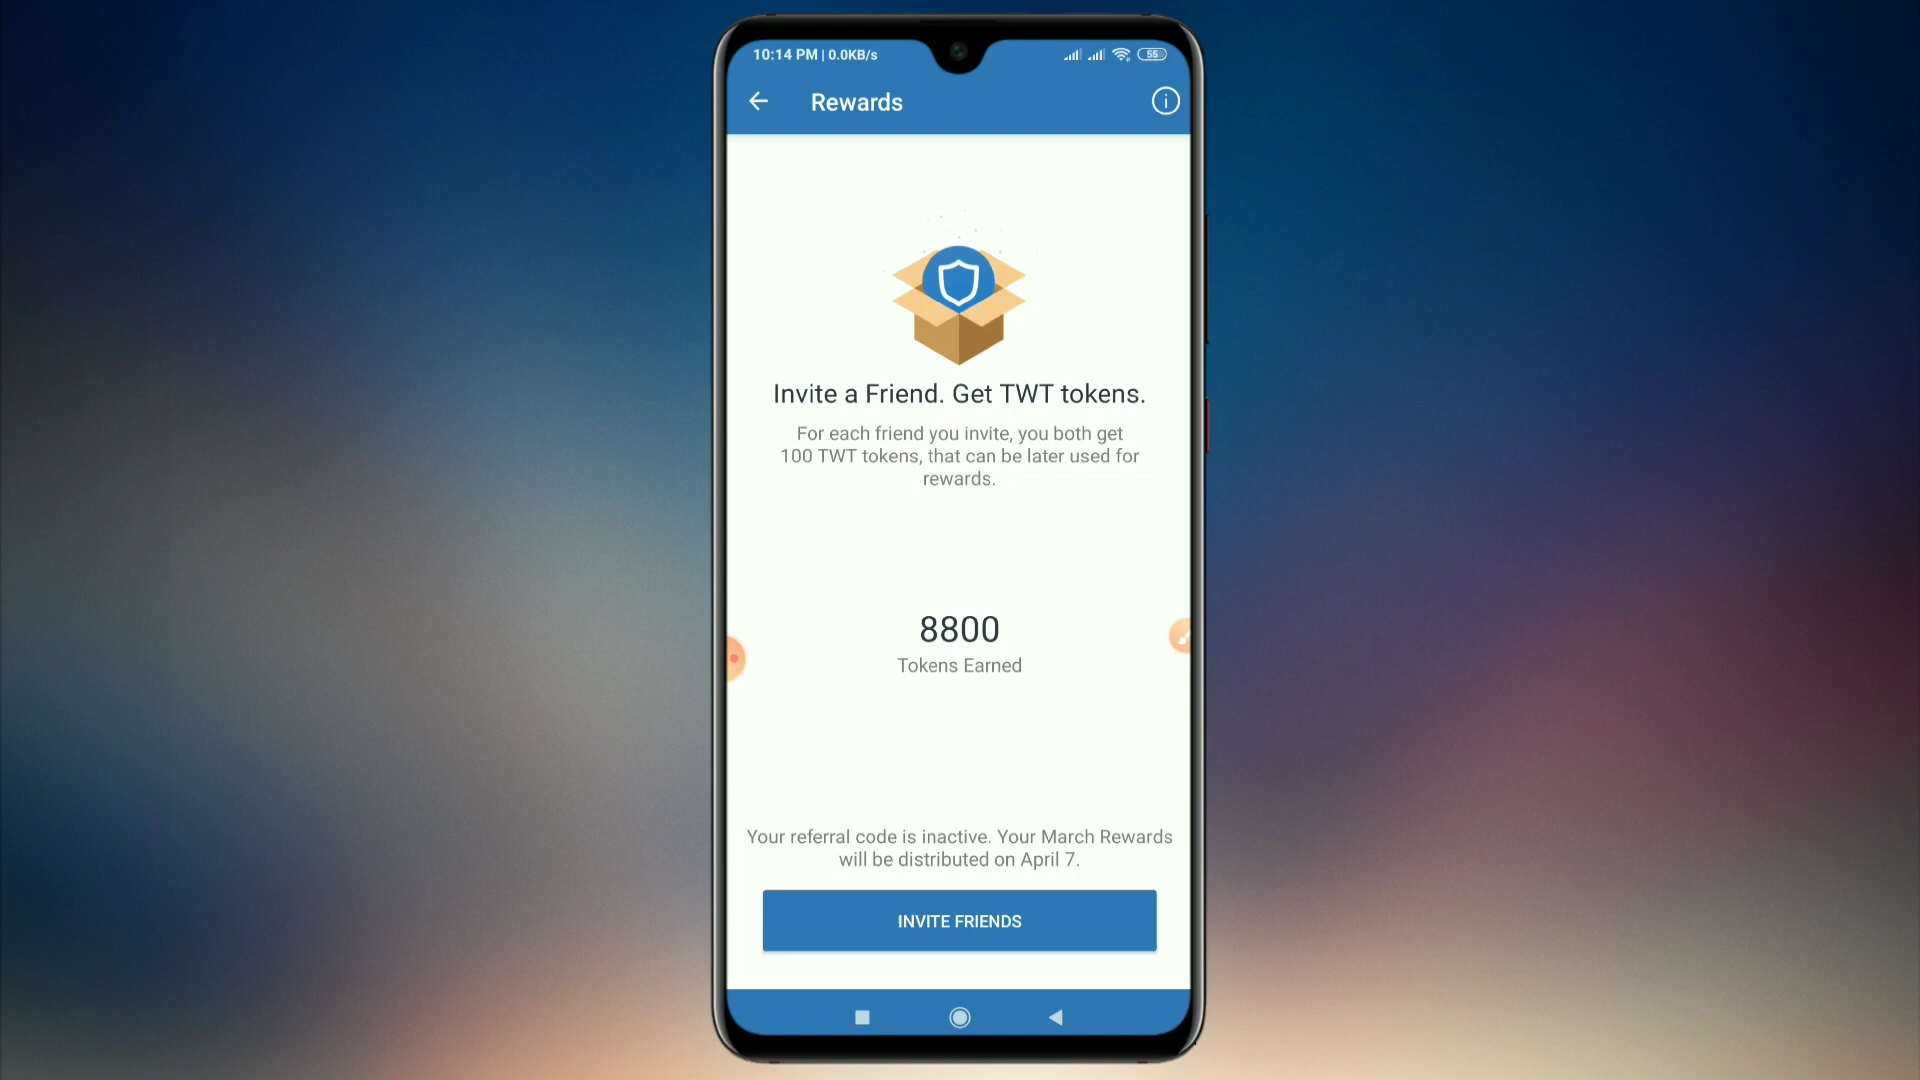 10:14 PM | 0.0KB/s
55
Rewards
Invite a Friend. Get TWT tokens.
For each friend you invite, you both get
100 TWT tokens, that can be later used for
rewards.
8800
Tokens Earned
Your referral code is inactive. Your March Rewards
will be distributed on April 7.
INVITE FRIENDS